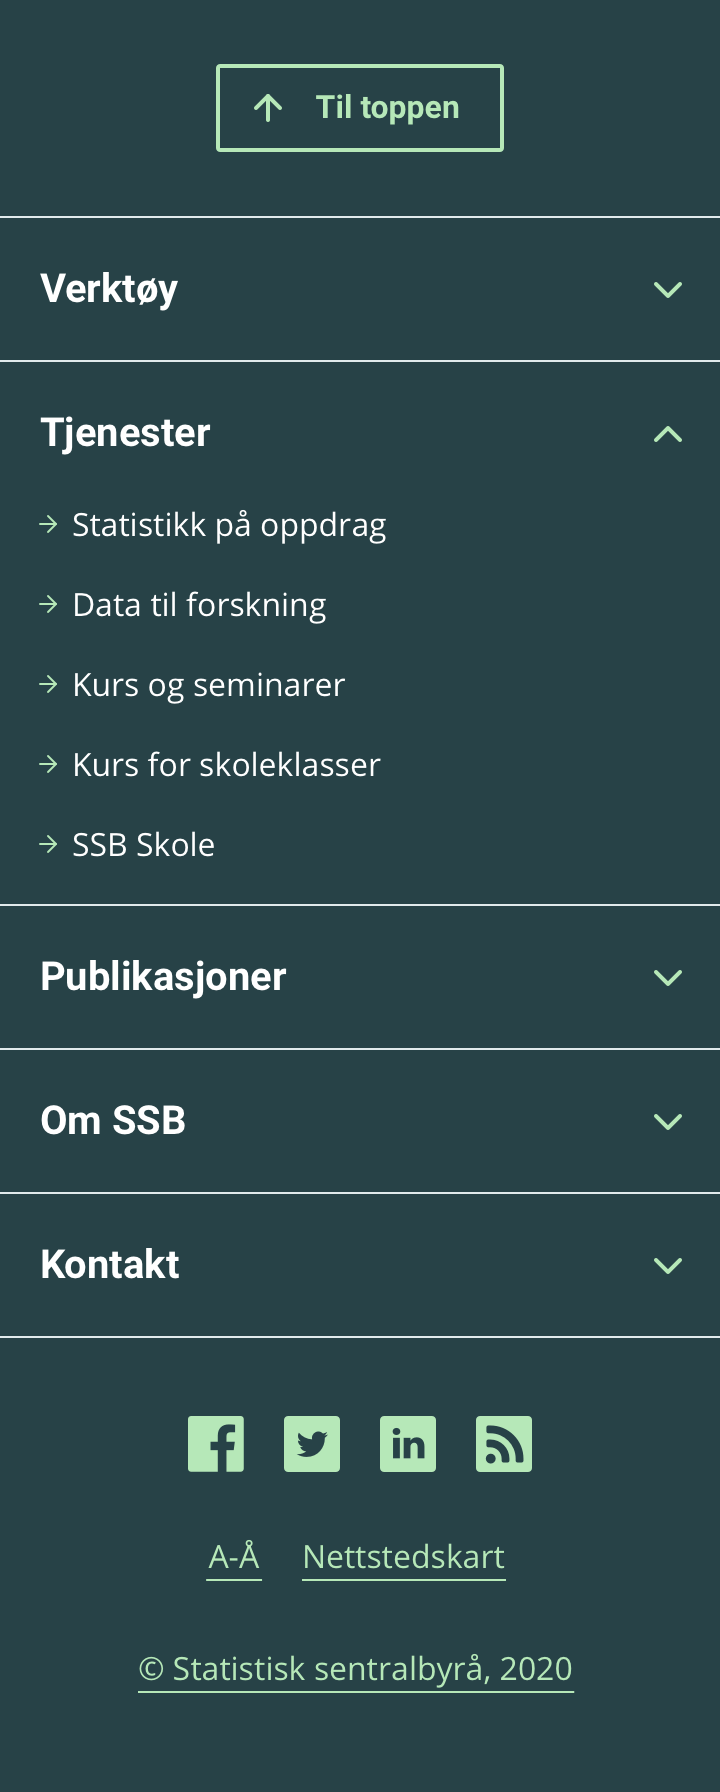 Til toppen
Verktøy
Tjenester
Statistikk på oppdrag
Data til forskning
Kurs og seminarer
Kurs for skoleklasser
SSB Skole
Publikasjoner
Om SSB
Kontakt
A-Å Nettstedskart
© Statistisk sentralbyrå, 2020